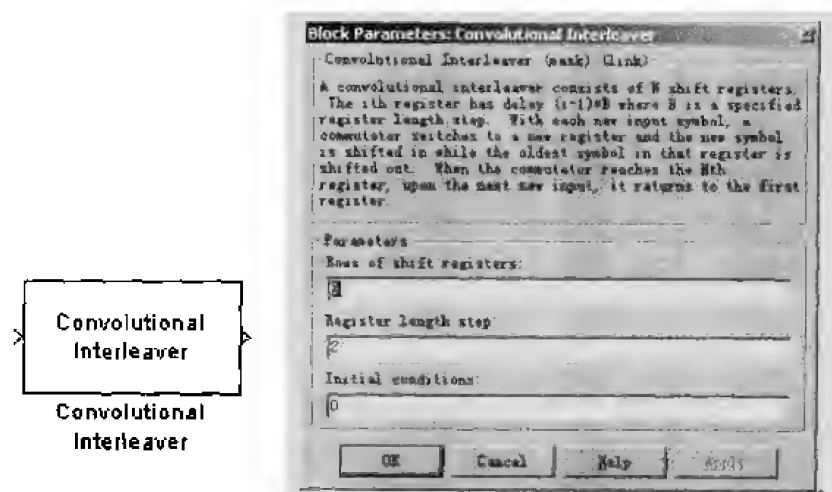 Convolutional
Interleaver
Convolutional
Interleaver
Block Parameters: Convolutional Interleaver
Convolutional Interleaver (mask) (link)
A convolutional interleaver consists of N shift registers.
The ith register has delay (i-1)*B where B is a specified
register length step. With each new input symbol, a
commutator switches to a new register and the new symbol
is shifted in while the oldest symbol in that register is
shifted out. When the commutator reaches the Nth
register, upon the next new input, it returns to the first
register.
Parameters
Rows of shift registers:
Register length step:
2
Initial conditions:
0
OK
Cancel
Help
Apply